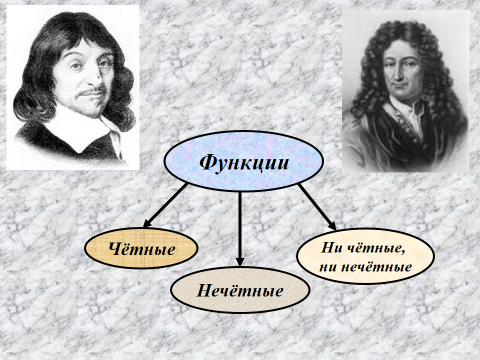 Функции
Чётные
Нечётные
Ни чётные,
ни нечётные